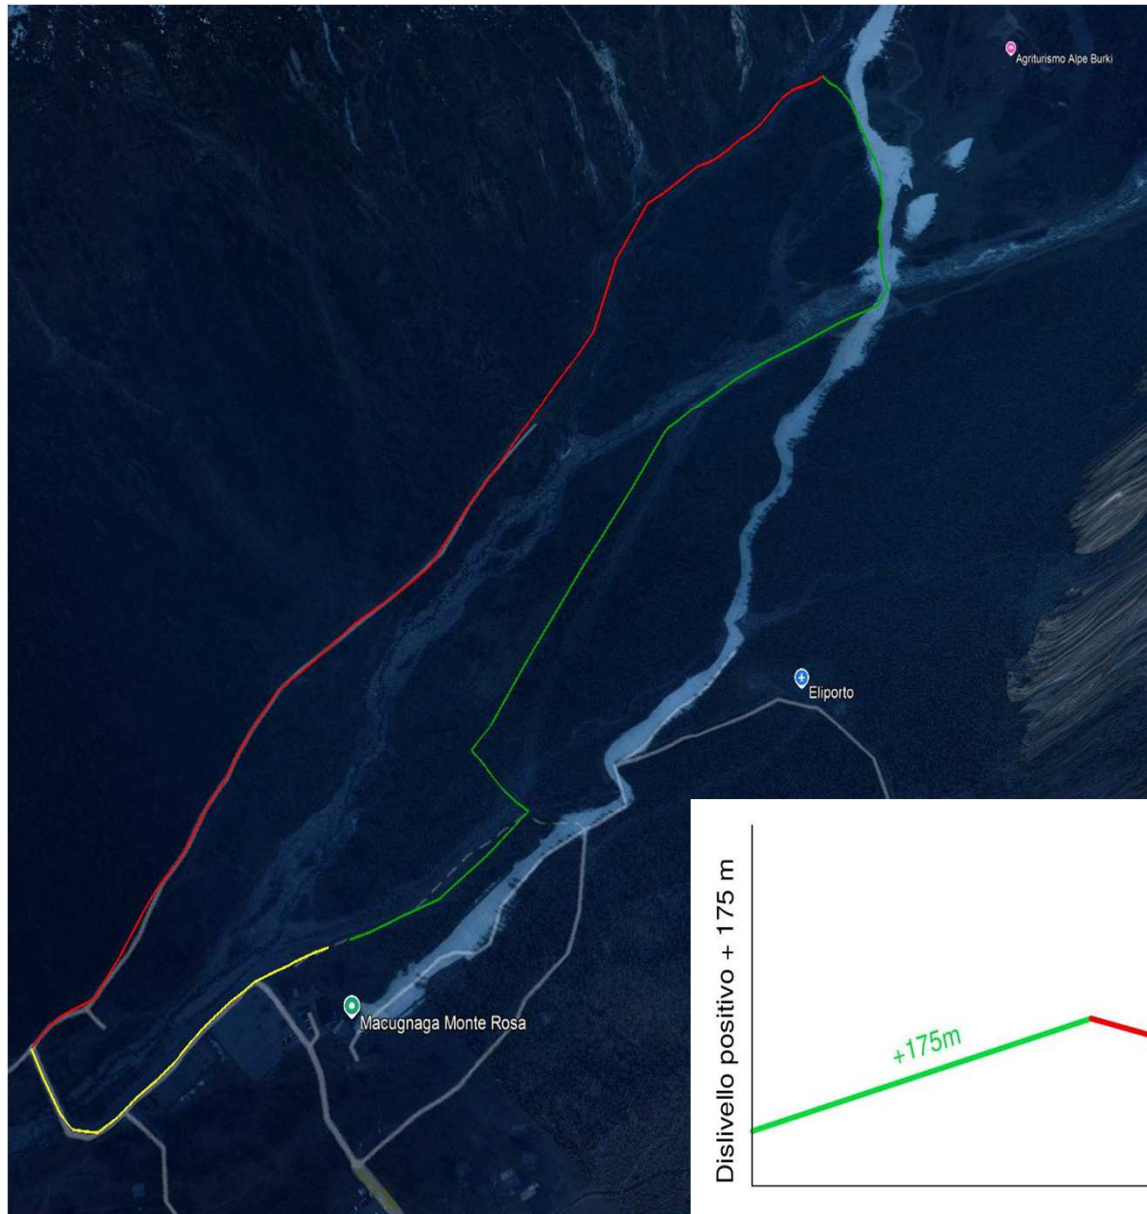 Agriturismo Alpe Burki
Eliporto
Macugnaga Monte Rosa
Dislivello positivo + 175 m
+175m